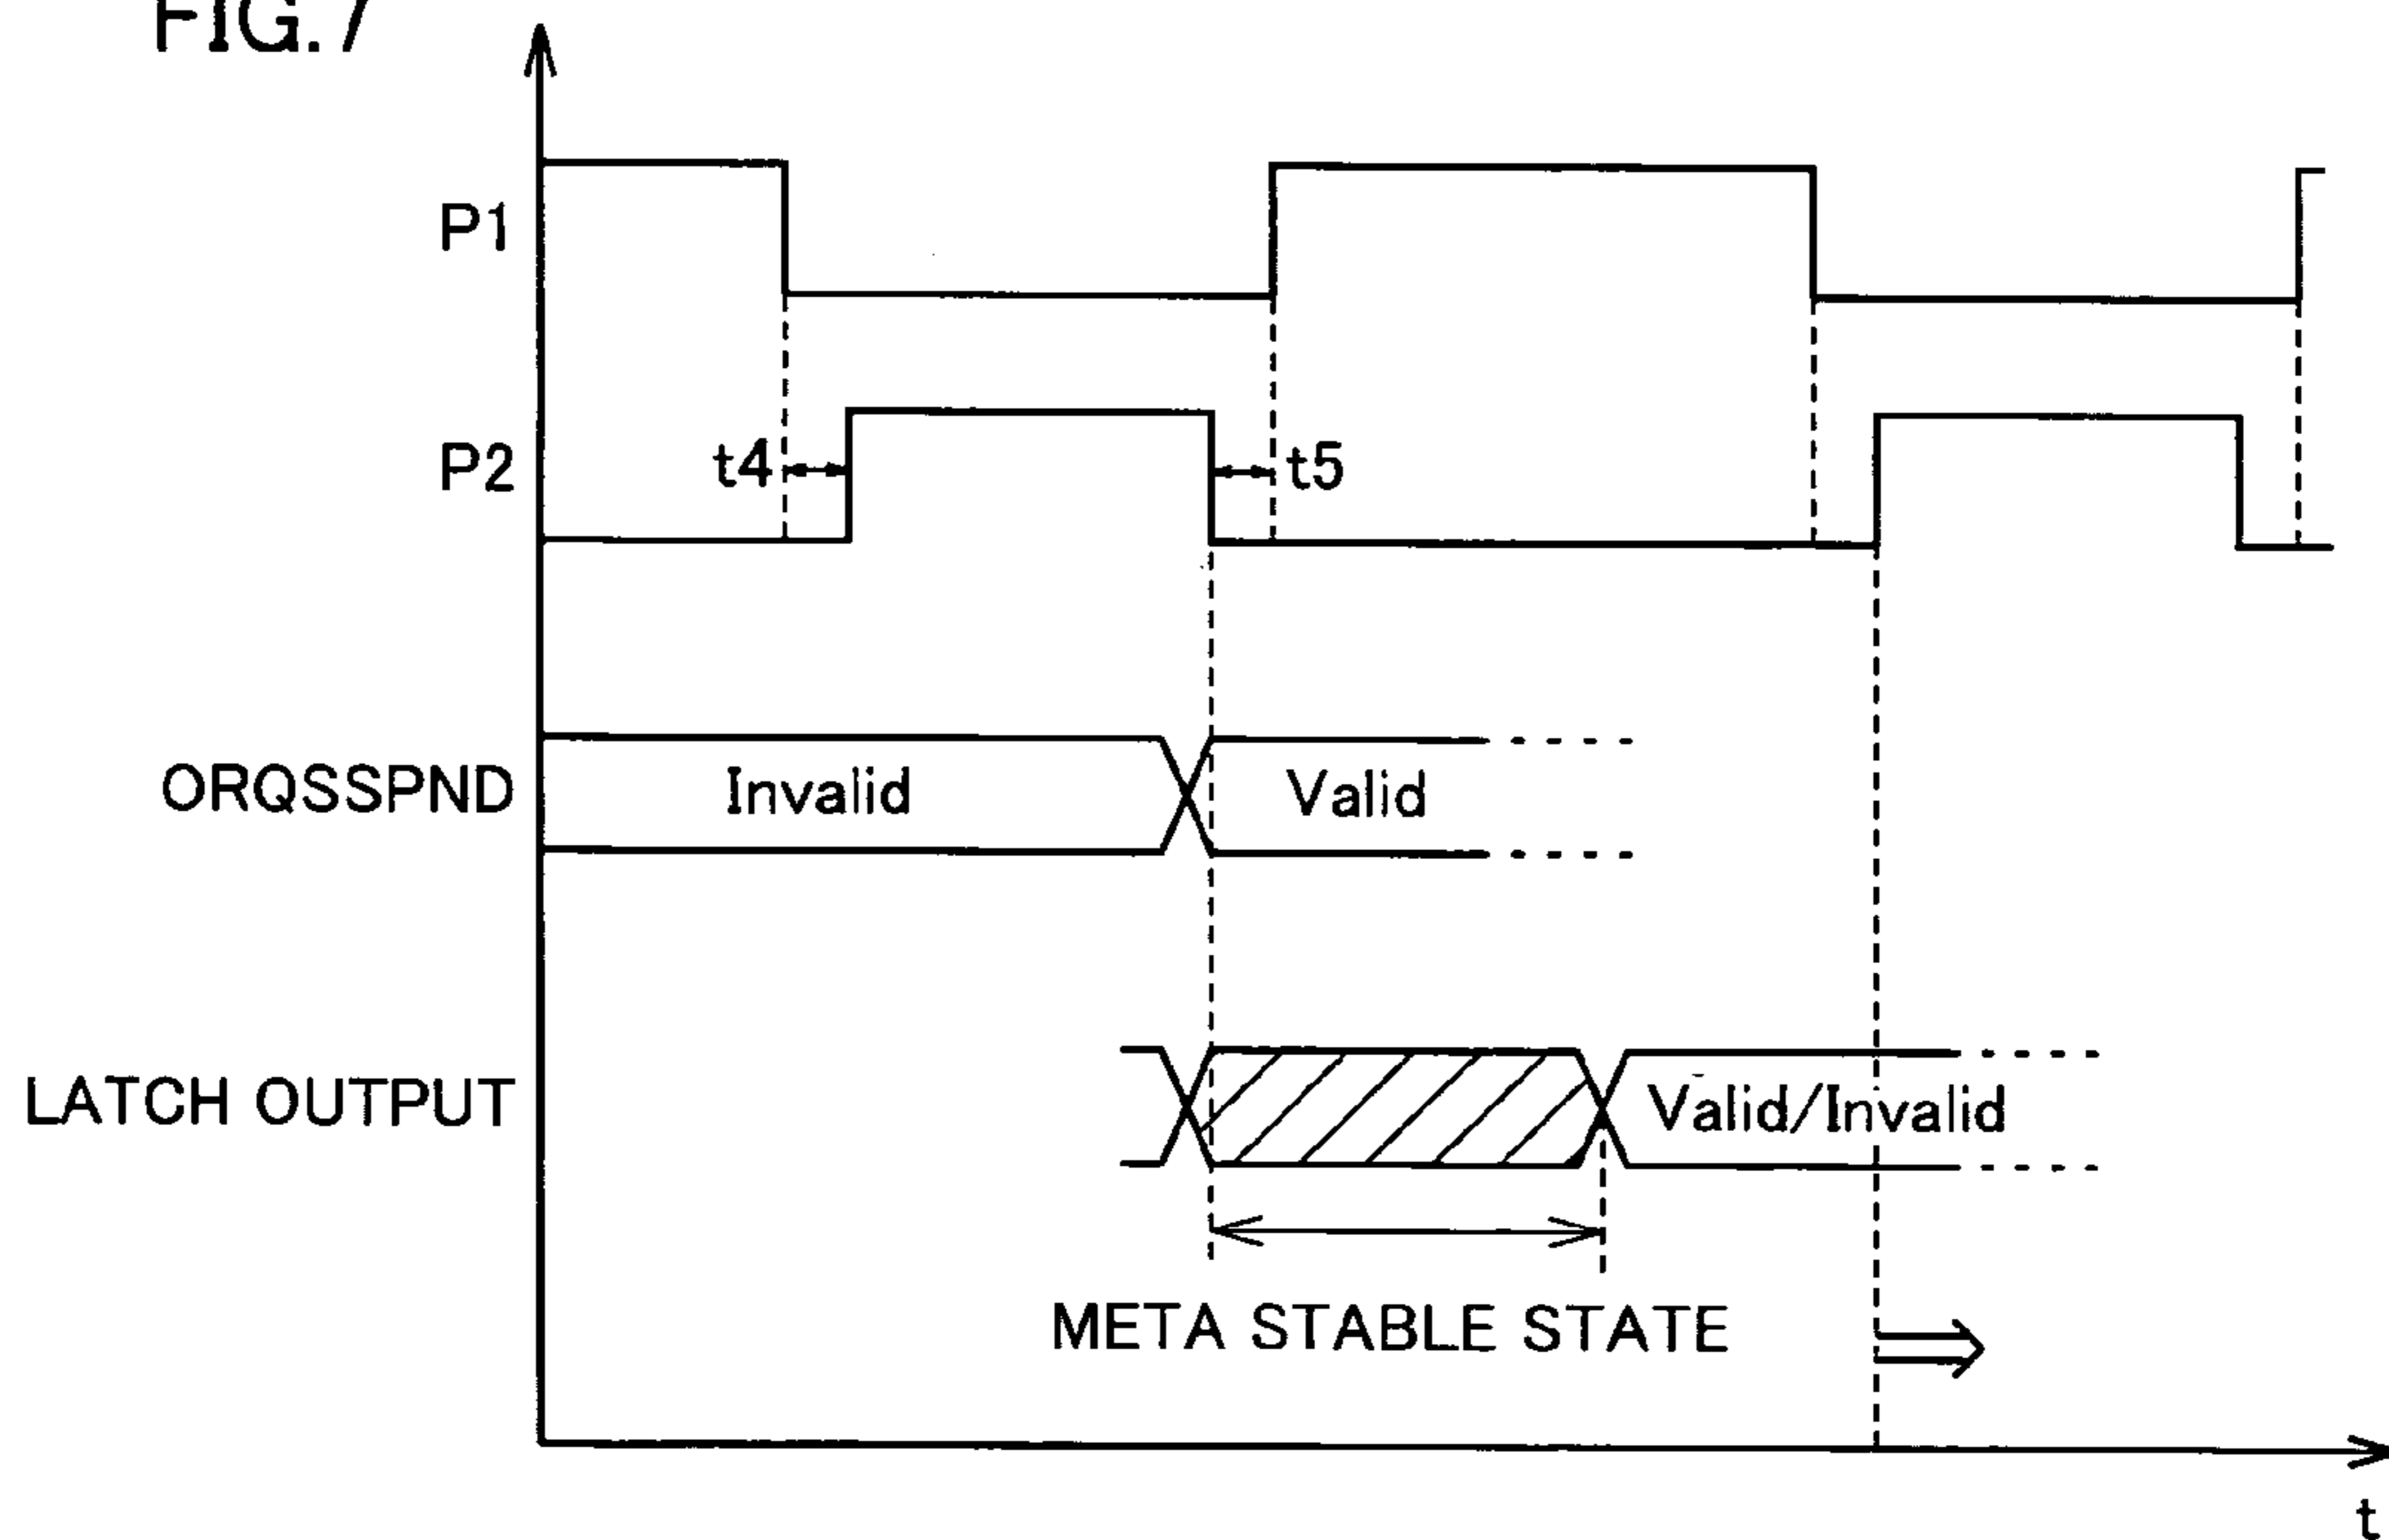 FIG.7
P1
P2
t4
t5
ORQSSPND
Invalid
Valid
LATCH OUTPUT
Valid/Invalid
META STABLE STATE
t